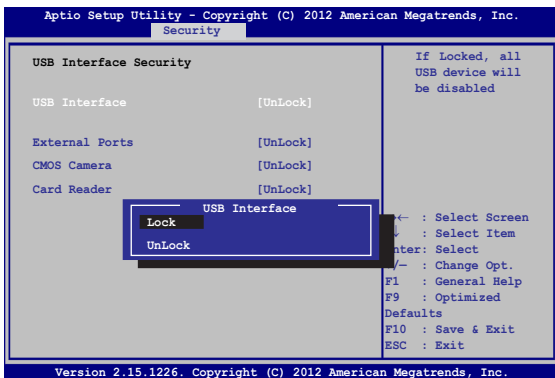 Aptio Setup Utility - Copyright (C) 2012 American Megatrends, Inc.
Security
USB Interface Security
USB Interface [UnLock]
External Ports [UnLock]
CMOS Camera [UnLock]
Card Reader [UnLock]
USB Interface
Lock
UnLock
If Locked, all
USB device will
be disabled
← : Select Screen
↓ : Select Item
nter: Select
/— : Change Opt.
F1 : General Help
F9 : Optimized
Defaults
F10 : Save & Exit
ESC : Exit
Version 2.15.1226. Copyright (C) 2012 American Megatrends, Inc.